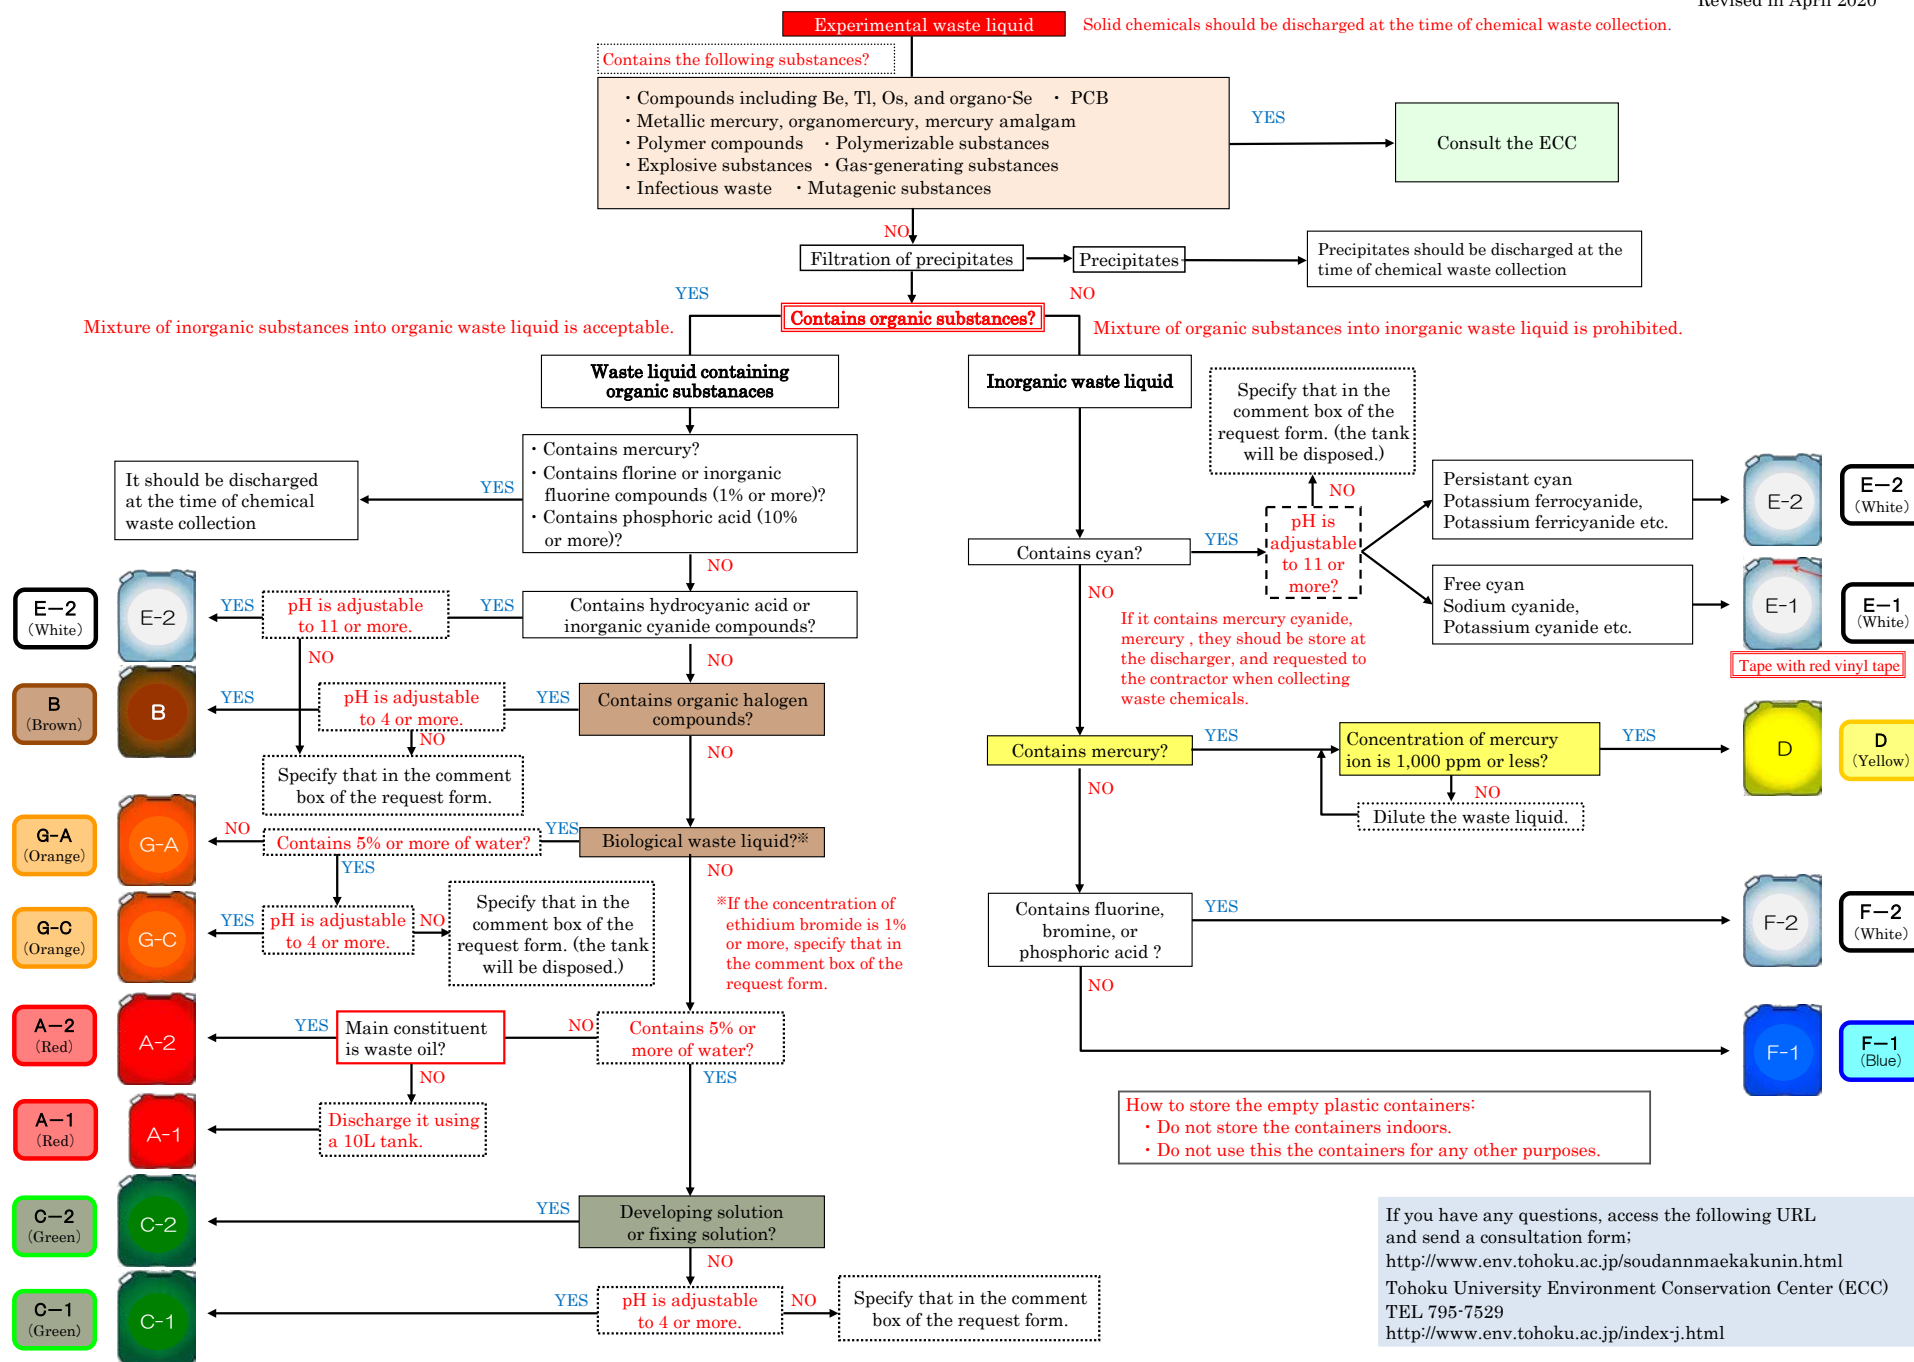 Revised in April 2020
Experimental waste liquid
Solid chemicals should be discharged at the time of chemical waste collection.
Contains the following substances?
・Compounds including Be, Tl, Os, and organo-Se ・ PCB
・Metallic mercury, organomercury, mercury amalgam
・Polymer compounds ・Polymerizable substances
・Explosive substances ・Gas-generating substances
・Infectious waste ・Mutagenic substances
YES
Consult the ECC
NO
Filtration of precipitates
Precipitates
Precipitates should be discharged at the
time of chemical waste collection
YES
Contains organic substances?
NO
Mixture of inorganic substances into organic waste liquid is acceptable.
Mixture of organic substances into inorganic waste liquid is prohibited.
Waste liquid containing
organic substanaces
・Contains mercury?
・Contains florine or inorganic
fluorine compounds (1% or more)?
・Contains phosphoric acid (10%
or more)?
YES
It should be discharged
at the time of chemical
waste collection
NO
Contains hydrocyanic acid or
inorganic cyanide compounds?
YES
pH is adjustable
to 11 or more.
YES
E-2
E－2
(White)
NO
NO
Contains organic halogen
compounds?
YES
pH is adjustable
to 4 or more.
YES
B
B
(Brown)
NO
Specify that in the comment
box of the request form.
NO
Biological waste liquid?※
YES
Contains 5% or more of water?
NO
G-A
G-A
(Orange)
YES
pH is adjustable
to 4 or more.
YES
G-C
G-C
(Orange)
NO
Specify that in the
comment box of the
request form. (the tank
will be disposed.)
NO
※If the concentration of
ethidium bromide is 1%
or more, specify that in
the comment box of the
request form.
Contains 5% or
more of water?
NO
Main constituent
is waste oil?
YES
A-2
A－2
(Red)
NO
Discharge it using
a 10L tank.
A-1
A－1
(Red)
YES
Developing solution
or fixing solution?
YES
C-2
C－2
(Green)
NO
pH is adjustable
to 4 or more.
YES
C-1
C－1
(Green)
NO
Specify that in the comment
box of the request form.
Inorganic waste liquid
Contains cyan?
YES
pH is
adjustable
to 11 or
more?
NO
Specify that in the
comment box of the
request form. (the tank
will be disposed.)
Persistant cyan
Potassium ferrocyanide,
Potassium ferricyanide etc.
E-2
E－2
(White)
Free cyan
Sodium cyanide,
Potassium cyanide etc.
E-1
E－1
(White)
Tape with red vinyl tape
NO
If it contains mercury cyanide,
mercury , they shoud be store at
the discharger, and requested to
the contractor when collecting
waste chemicals.
Contains mercury?
YES
Concentration of mercury
ion is 1,000 ppm or less?
YES
D
D
(Yellow)
NO
Dilute the waste liquid.
NO
Contains fluorine,
bromine, or
phosphoric acid ?
YES
F-2
F－2
(White)
NO
F-1
F－1
(Blue)
How to store the empty plastic containers:
・Do not store the containers indoors.
・Do not use this the containers for any other purposes.
If you have any questions, access the following URL
and send a consultation form;
http://www.env.tohoku.ac.jp/soudannmaekakunin.html
Tohoku University Environment Conservation Center (ECC)
TEL 795-7529
http://www.env.tohoku.ac.jp/index-j.html